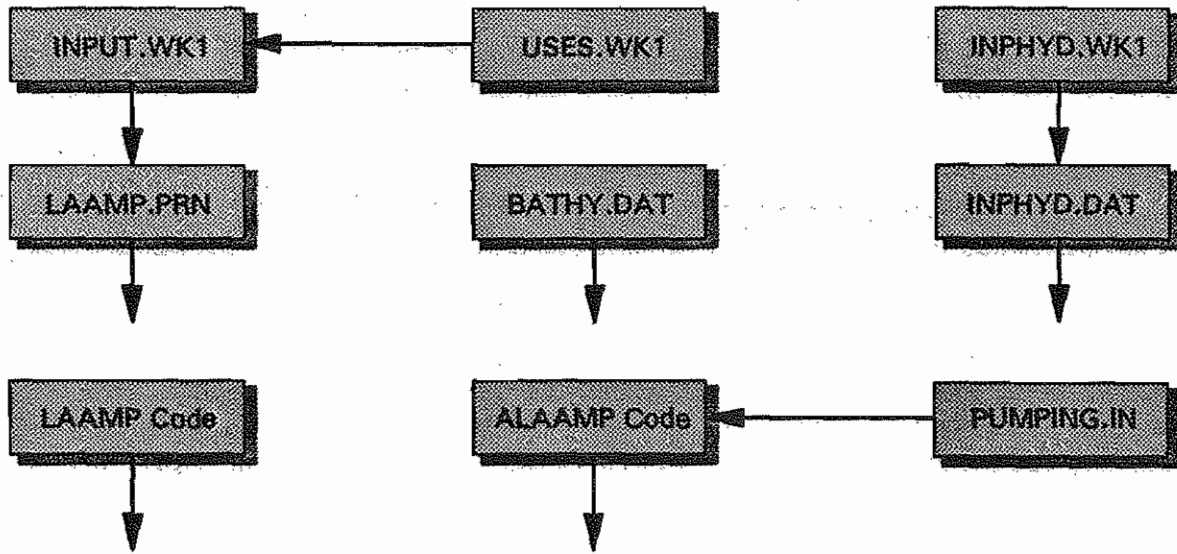 INPUT.WK1
USES.WK1
INPHYD.WK1
LAAMP.PRN
BATHY.DAT
INPHYD.DAT
LAAMP Code
ALAAMP Code
PUMPING.IN